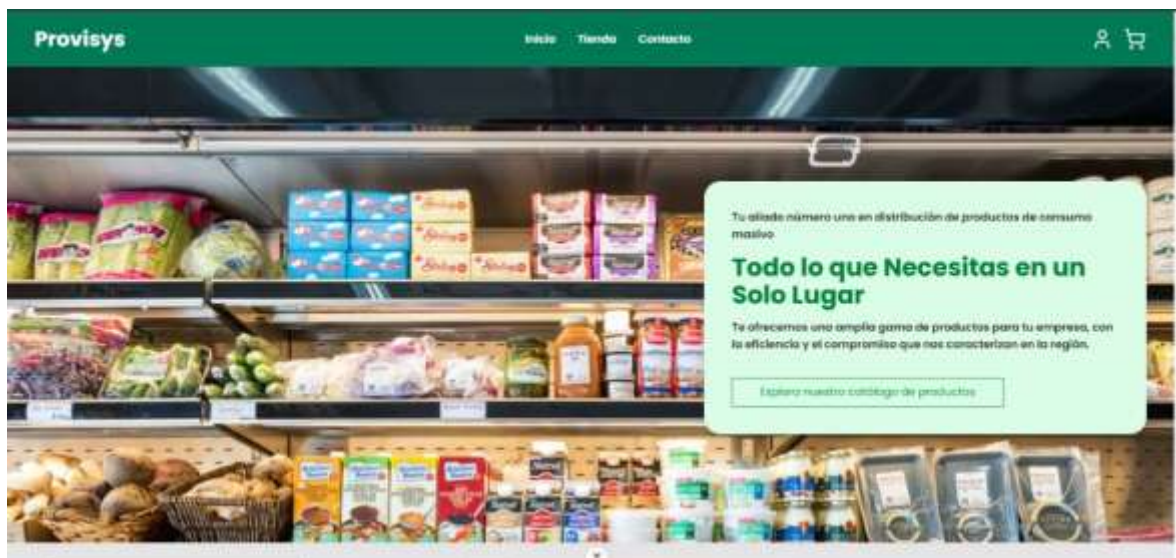 Provisys
Inicio Tienda Contacto
Tu aliado número uno en distribución de productos de consumo
masivo
Todo lo que Necesitas en un
Solo Lugar
Te ofrecemos una amplia gama de productos para tu empresa, con
la eficiencia y el compromiso que nos caracterizan en la región.
Explora nuestro catálogo de productos